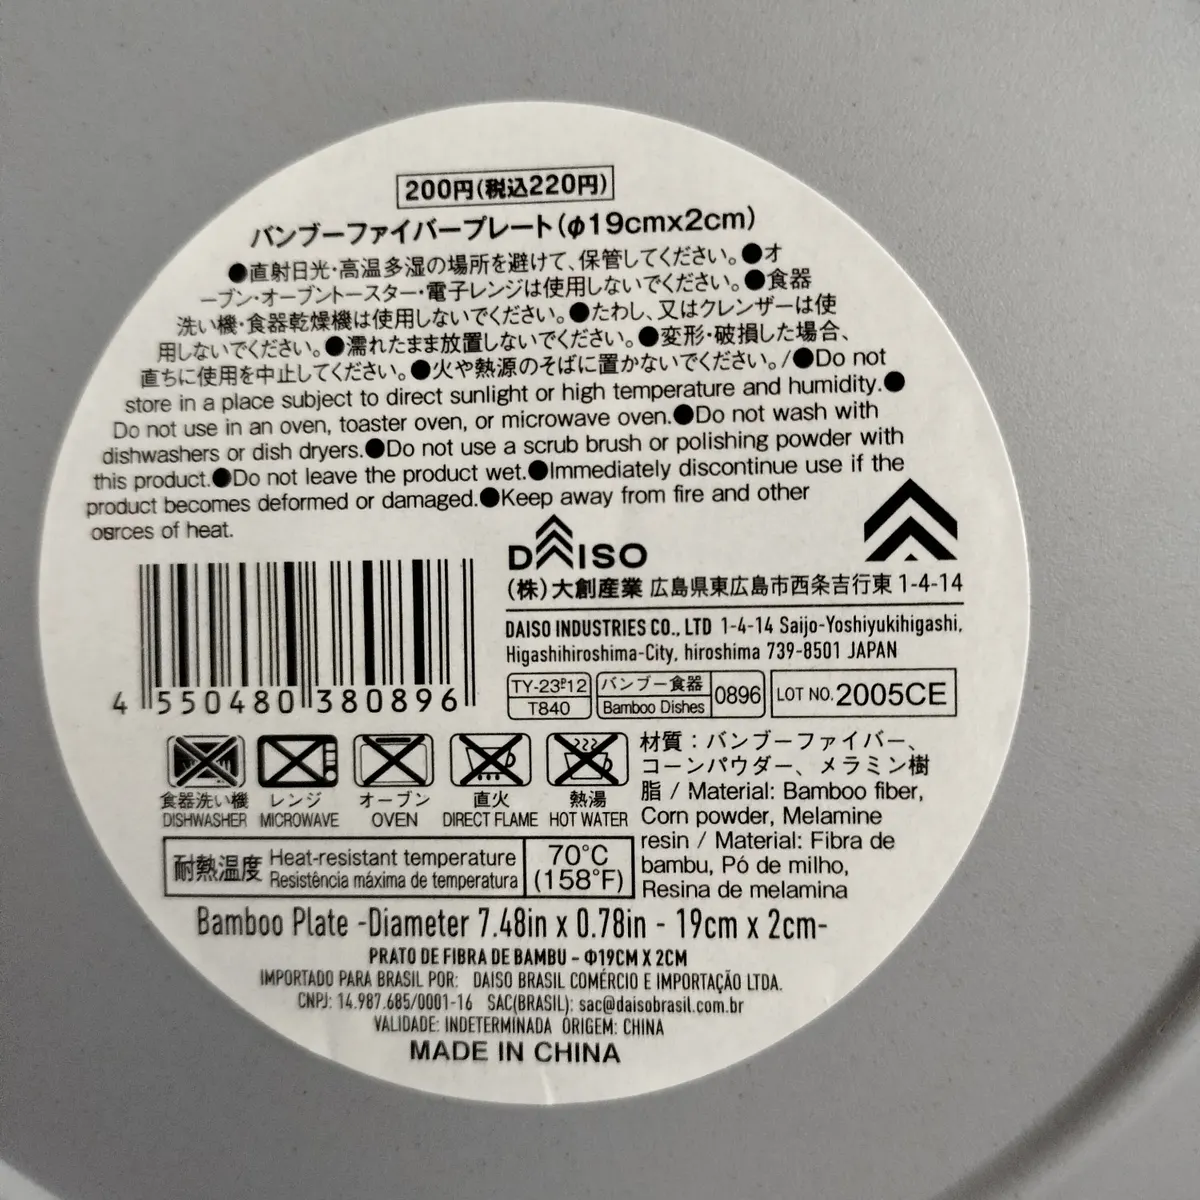 200円(税込220円)
バンブーファイバープレート(φ19cmx2cm)
●直射日光・高温多湿の場所を避けて、保管してください。●オ
ーブン・オーブントースター・電子レンジは使用しないでください。●食器
洗い機・食器乾燥機は使用しないでください。●たわし、又はクレンザーは使
用しないでください。●濡れたまま放置しないでください。●変形・破損した場合、
直ちに使用を中止してください。●火や熱源のそばに置かないでください。/●Do not
store in a place subject to direct sunlight or high temperature and humidity.●
Do not use in an oven, toaster oven, or microwave oven.●Do not wash with
dishwashers or dish dryers.●Do not use a scrub brush or polishing powder with
this product.●Do not leave the product wet.●Immediately discontinue use if the
product becomes deformed or damaged.●Keep away from fire and other
of heat.
DAISO
(株)大創産業 広島県東広島市西条吉行東 1-4-14
DAISO INDUSTRIES CO., LTD 1-4-14 Saijo-Yoshiyukihigashi,
Higashihiroshima-City, hiroshima 739-8501 JAPAN
4 550480 380896
TY-23P12
T840
バンブー食器
Bamboo Dishes
0896
LOT NO. 2005CE
食器洗い機
DISHWASHER
レンジ
MICROWAVE
オーブン
OVEN
直火
DIRECT FLAME
熱湯
HOT WATER
材質:バンブーファイバー、
コーンパウダー、メラミン樹
脂 / Material: Bamboo fiber,
Corn powder, Melamine
resin / Material: Fibra de
bambu, Pó de milho,
Resina de melamina
耐熱温度
Heat-resistant temperature
Resistência máxima de temperatura
70°C
(158°F)
Bamboo Plate -Diameter 7.48in x 0.78in - 19cm x 2cm-
PRATO DE FIBRA DE BAMBU - Φ19CM X 2CM
IMPORTADO PARA BRASIL POR: DAISO BRASIL COMÉRCIO E IMPORTAÇÃO LTDA.
CNPJ: 14.987.685/0001-16 SAC(BRASIL): sac@daisobrasil.com.br
VALIDADE: INDETERMINADA ORIGEM: CHINA
MADE IN CHINA